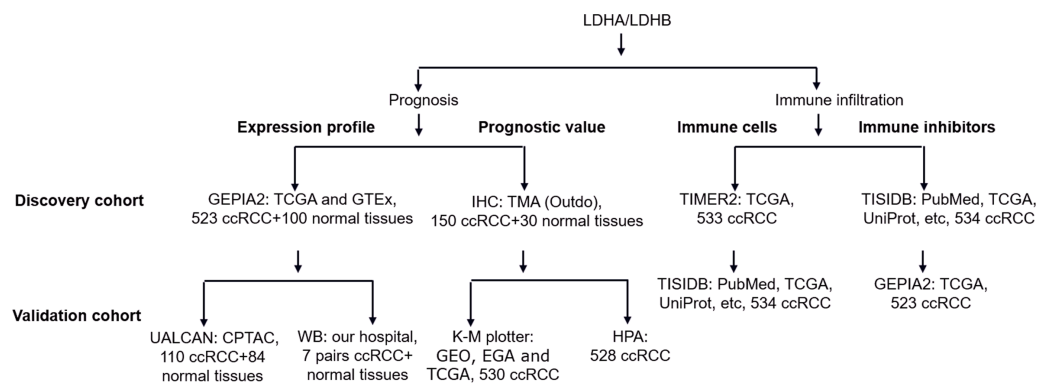 LDHA/LDHB
Prognosis
Immune infiltration
Expression profile
Prognostic value
Immune cells
Immune inhibitors
Discovery cohort
GEPIA2: TCGA and GTEx,
523 ccRCC+100 normal tissues
IHC: TMA (Outdo),
150 ccRCC+30 normal tissues
TIMER2: TCGA,
533 ccRCC
TISIDB: PubMed, TCGA,
UniProt, etc, 534 ccRCC
Validation cohort
UALCAN: CPTAC,
110 ccRCC+84
normal tissues
WB: our hospital,
7 pairs ccRCC+
normal tissues
K-M plotter:
GEO, EGA and
TCGA, 530 ccRCC
HPA:
528 ccRCC
TISIDB: PubMed, TCGA,
UniProt, etc, 534 ccRCC
GEPIA2: TCGA,
523 ccRCC